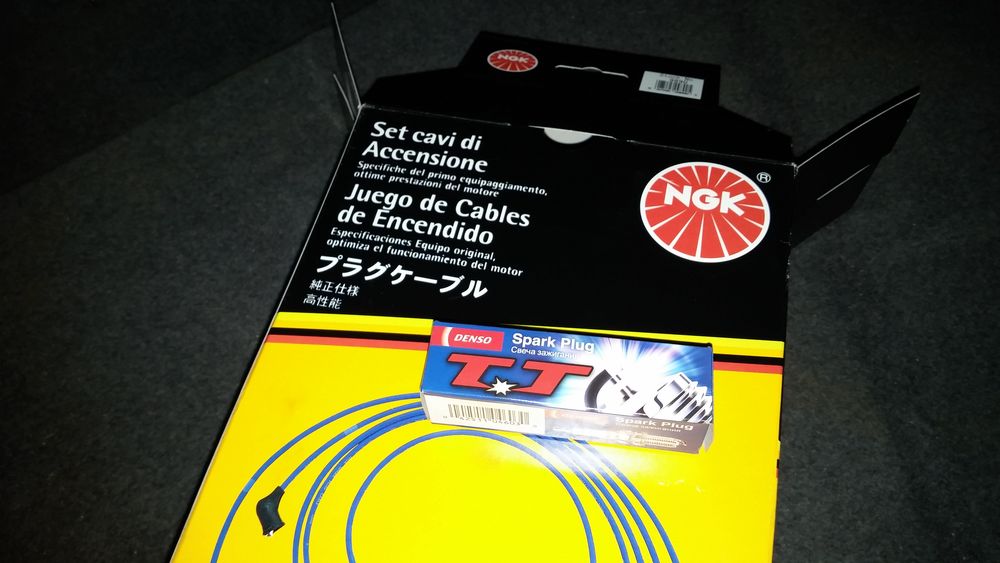 NGK
Set cavi di
Accensione
Specifiche del primo equipaggiamento,
ottime prestazioni del motore
Juego de Cables
de Encendido
Especificaciones Equipo original,
optimiza el funcionamiento del motor
プラグケーブル
純正仕様
高性能
NGK ®
DENSO
Spark Plug
Свеча зажигания
TT
Spark Plug